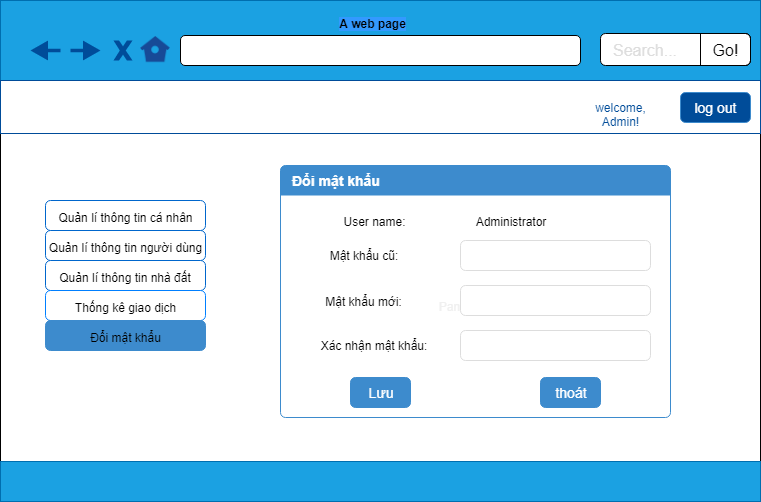 A web page
X
Search...
Go!
welcome,
Admin!
log out
Đổi mật khẩu
Quản lí thông tin cá nhân
Quản lí thông tin người dùng
Quản lí thông tin nhà đất
Thống kê giao dịch
Đổi mật khẩu
User name:
Administrator
Mật khẩu cũ:
Mật khẩu mới:
Xác nhận mật khẩu:
Lưu
thoát